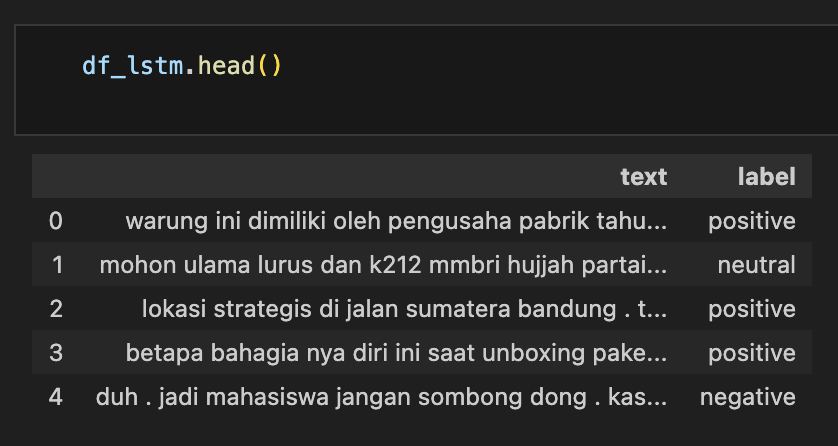 df_lstm.head()
text label
0 warung ini dimiliki oleh pengusaha pabrik tahu... positive
1 mohon ulama lurus dan k212 mmbri hujjah partai... neutral
2 lokasi strategis di jalan sumatera bandung . t... positive
3 betapa bahagia nya diri ini saat unboxing pake... positive
4 duh . jadi mahasiswa jangan sombong dong . kas... negative